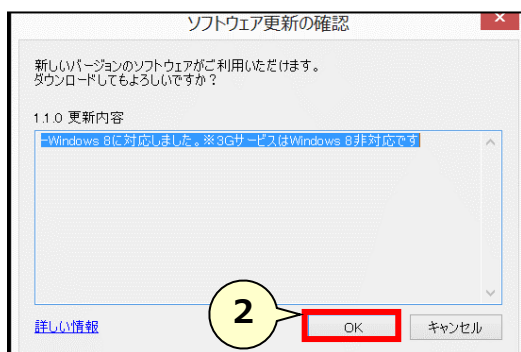 ソフトウェア更新の確認
新しいバージョンのソフトウェアがご利用いただけます。
ダウンロードしてもよろしいですか？
1.1.0 更新内容
-Windows 8に対応しました。※3GサービスはWindows 8非対応です
2
詳しい情報
OK
キャンセル